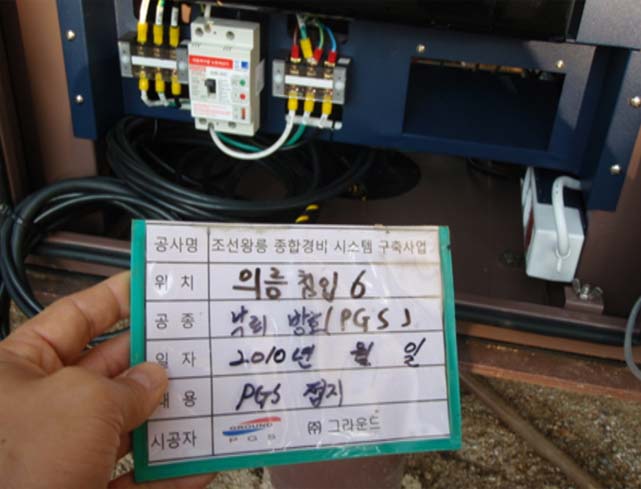 공사명 조선왕릉 종합경비 시스템 구축사업
위 치 의릉 침입 6
공 종 낙뢰 방호(PGS)
일 자 2010년 월 일
내 용 PGS 접지
시공자 GROUND PGS ㈜ 그라운드